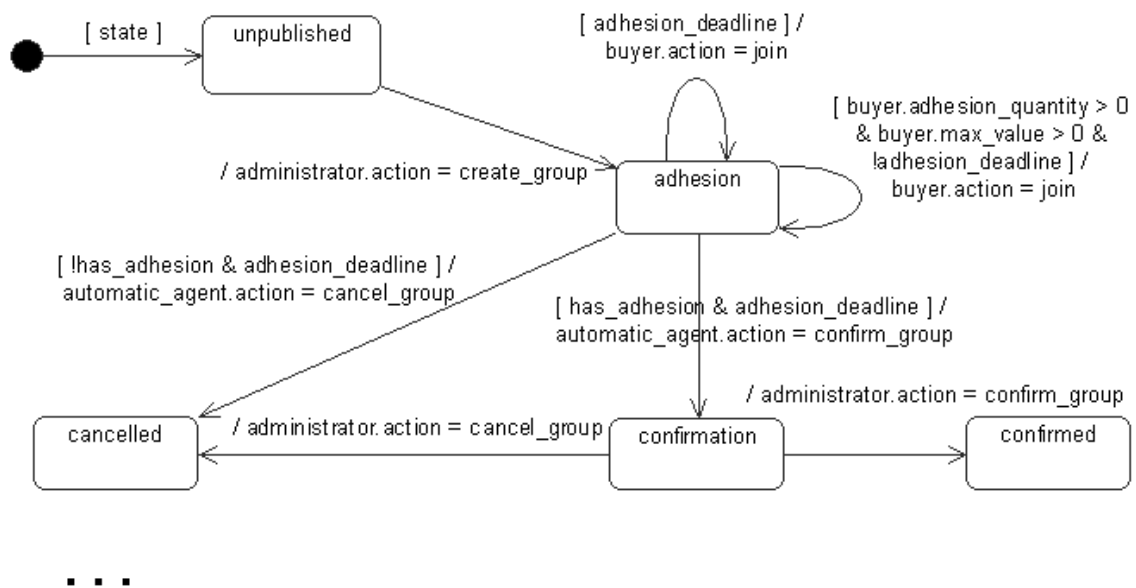 [ state ]
unpublished
[ adhesion_deadline ] /
buyer.action = join
[ buyer.adhesion_quantity > 0
& buyer.max_value > 0 &
!adhesion_deadline ] /
buyer.action = join
/ administrator.action = create_group
adhesion
[ !has_adhesion & adhesion_deadline ] /
automatic_agent.action = cancel_group
[ has_adhesion & adhesion_deadline ] /
automatic_agent.action = confirm_group
/ administrator.action = confirm_group
cancelled
/ administrator.action = cancel_group
confirmation
confirmed
...